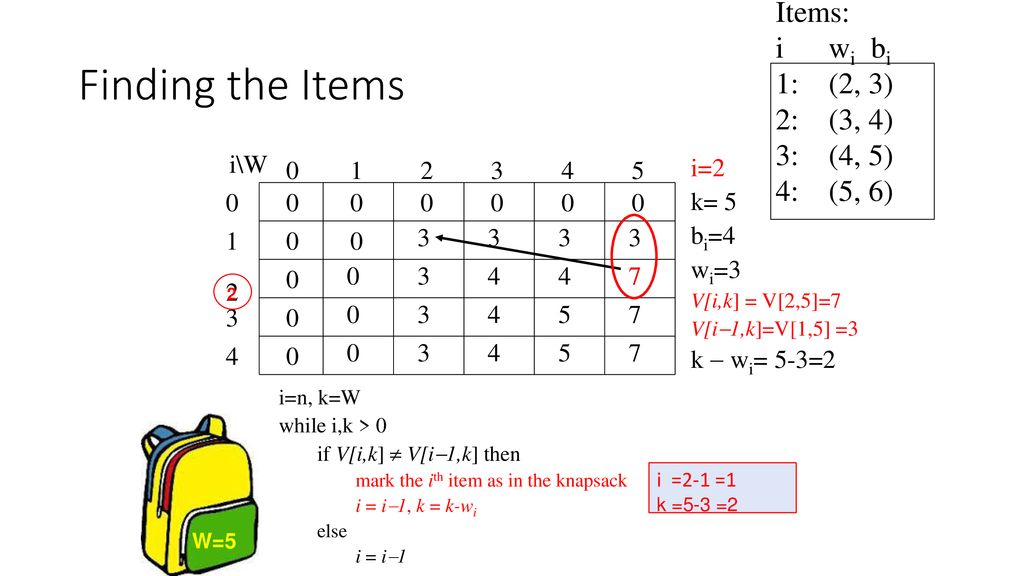 Finding the Items
Items:
i wi bi
1: (2, 3)
2: (3, 4)
3: (4, 5)
4: (5, 6)
i\W 0 1 2 3 4 5
0 0 0 0 0 0 0
1 0 0 3 3 3 3
2 0 0 3 4 4 7
3 0 0 3 4 5 7
4 0 0 3 4 5 7
i=2
k= 5
bi=4
wi=3
V[i,k] = V[2,5]=7
V[i−1,k]=V[1,5] =3
k − wi= 5-3=2
i=n, k=W
while i,k > 0
if V[i,k] ≠ V[i−1,k] then
mark the ith item as in the knapsack
i = i−1, k = k-wi
else
i = i−1
i =2-1 =1
k =5-3 =2
W=5